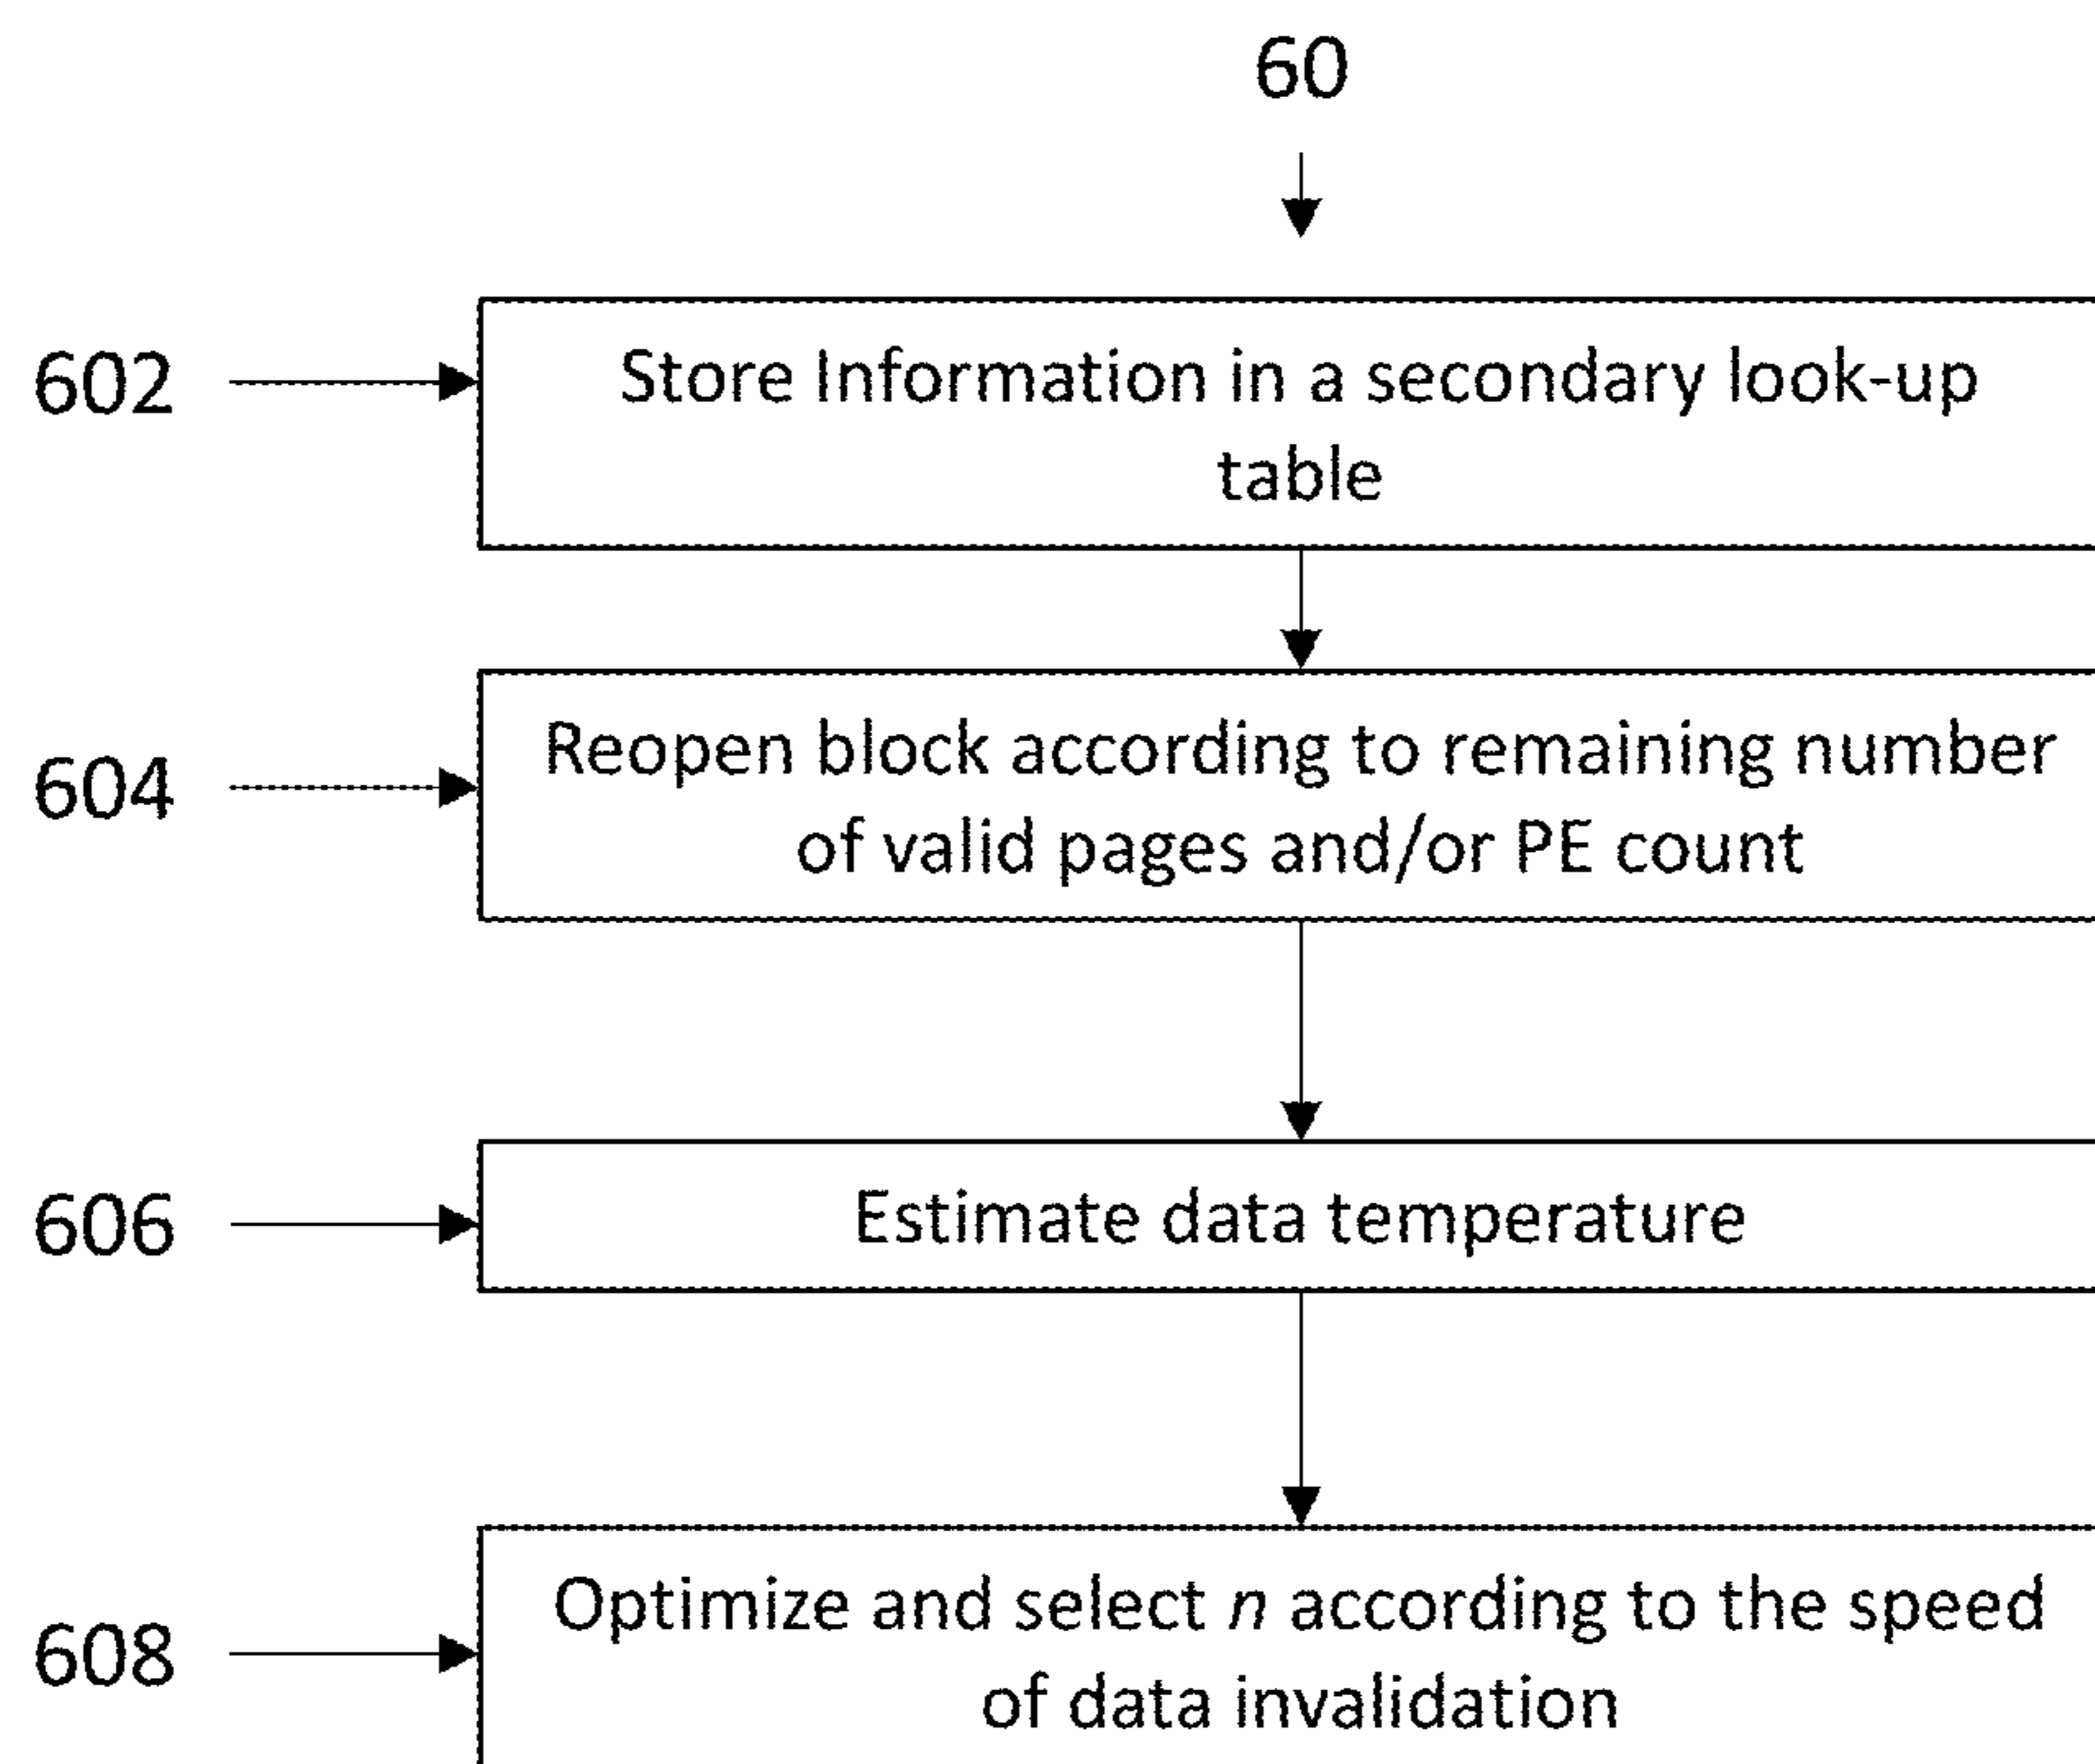 60
602
Store Information in a secondary look-up
table
604
Reopen block according to remaining number
of valid pages and/or PE count
606
Estimate data temperature
608
Optimize and select n according to the speed
of data invalidation